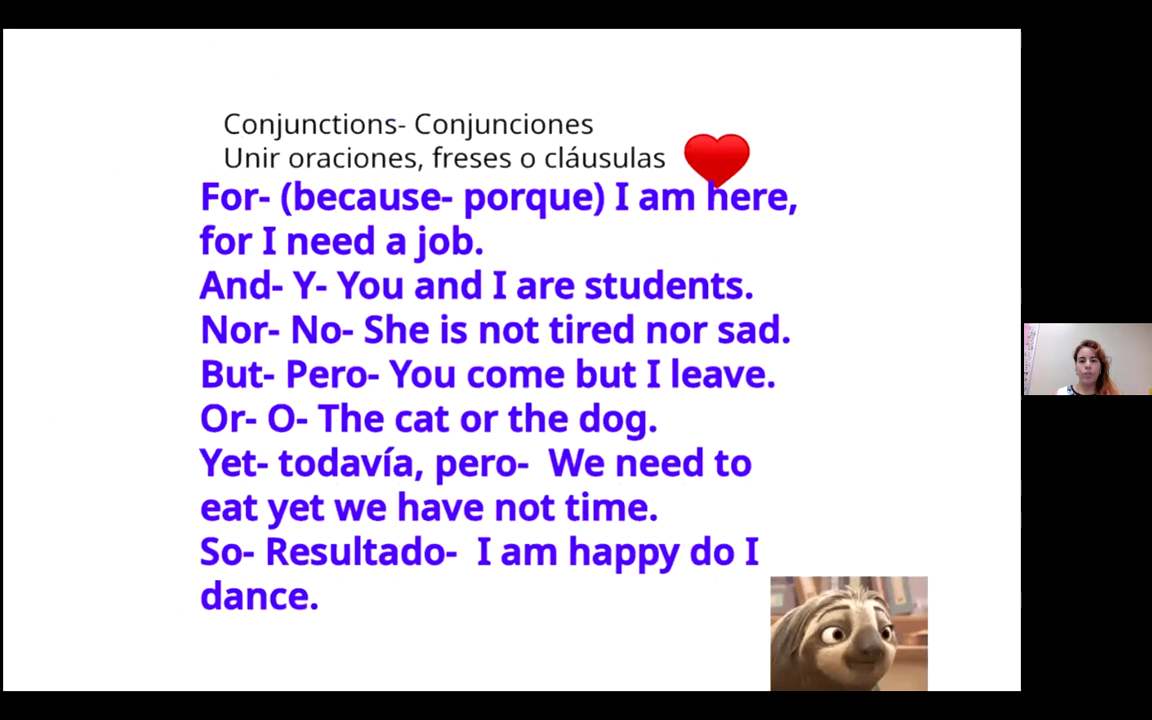 Conjunctions- Conjunciones
Unir oraciones, freses o cláusulas
For- (because- porque) I am here,
for I need a job.
And- Y- You and I are students.
Nor- No- She is not tired nor sad.
But- Pero- You come but I leave.
Or- O- The cat or the dog.
Yet- todavía, pero- We need to
eat yet we have not time.
So- Resultado- I am happy do I
dance.